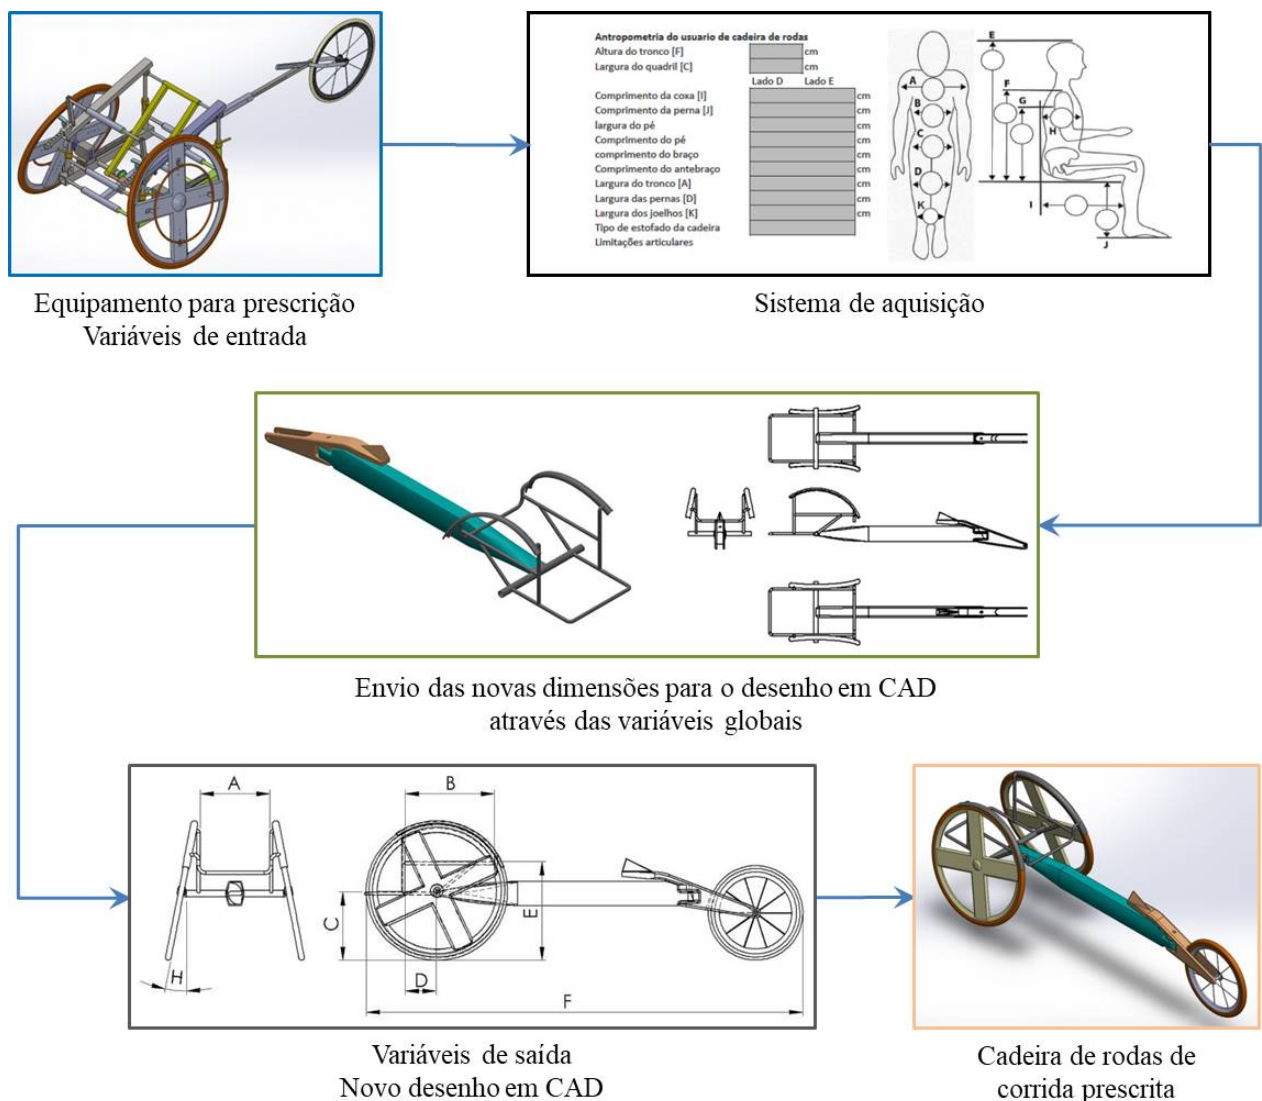 Antropometria do usuario de cadeira de rodas
Altura do tronco [F] cm
Largura do quadril [C] cm
Lado D Lado E
Comprimento da coxa [I] cm
Comprimento da perna [J] cm
largura do pé cm
Comprimento do pé cm
comprimento do braço cm
Comprimento do antebraço cm
Largura do tronco [A] cm
Largura das pernas [D] cm
Largura dos joelhos [K] cm
Tipo de estofado da cadeira
Limitações articulares
A
B
C
D
K
E
F
G
H
I
J
Equipamento para prescrição
Variáveis de entrada
Sistema de aquisição
Envio das novas dimensões para o desenho em CAD
através das variáveis globais
A
B
C
D
E
F
H
Variáveis de saída
Novo desenho em CAD
Cadeira de rodas de
corrida prescrita